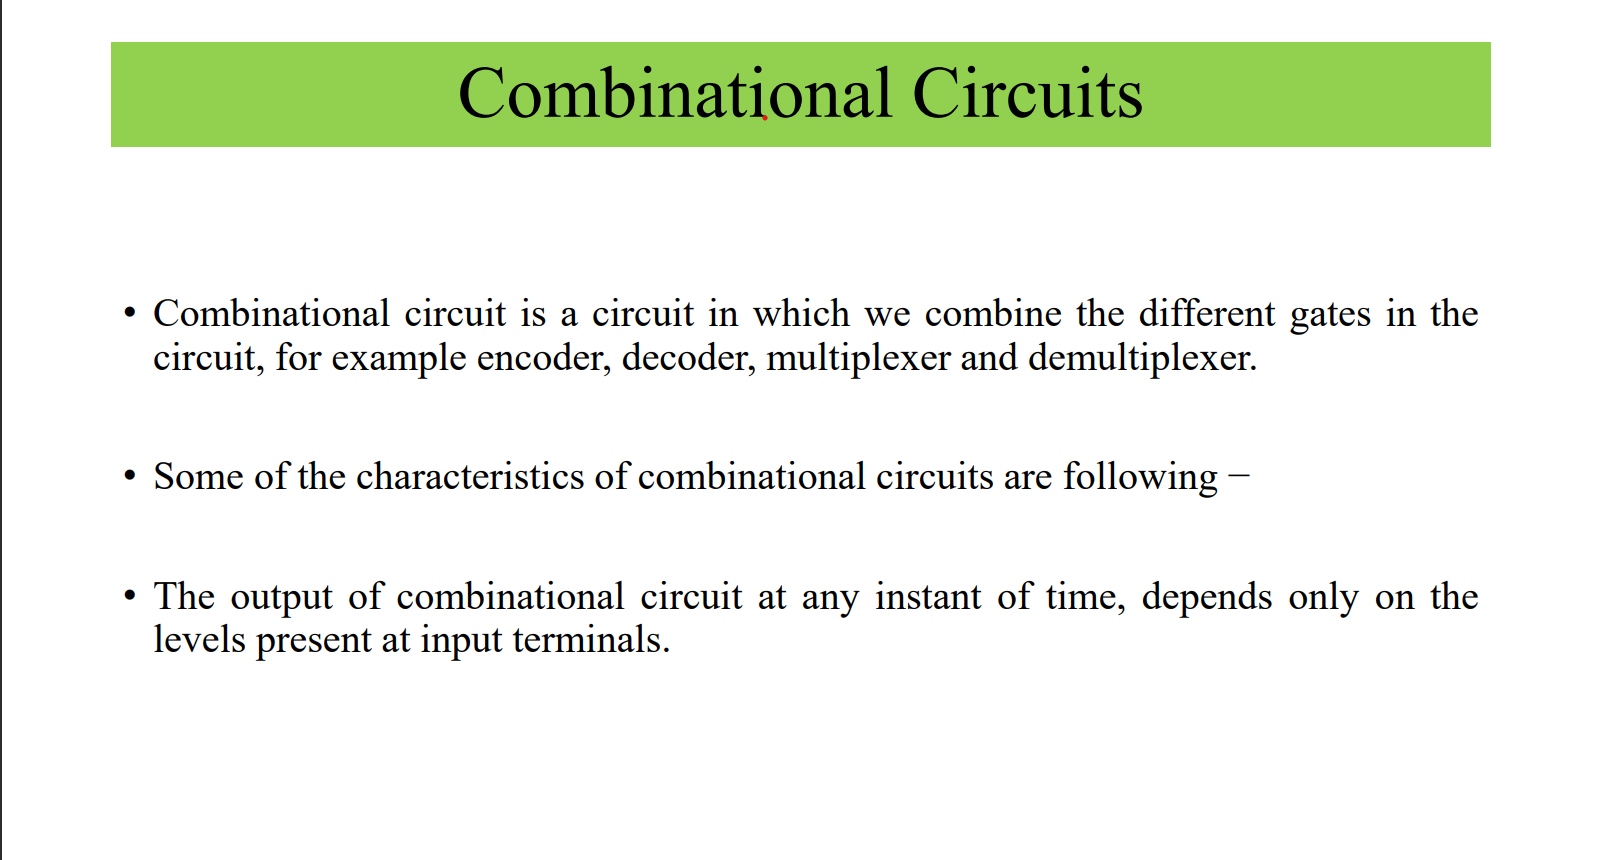 Combinational Circuits
• Combinational circuit is a circuit in which we combine the different gates in the
circuit, for example encoder, decoder, multiplexer and demultiplexer.
• Some of the characteristics of combinational circuits are following −
• The output of combinational circuit at any instant of time, depends only on the
levels present at input terminals.